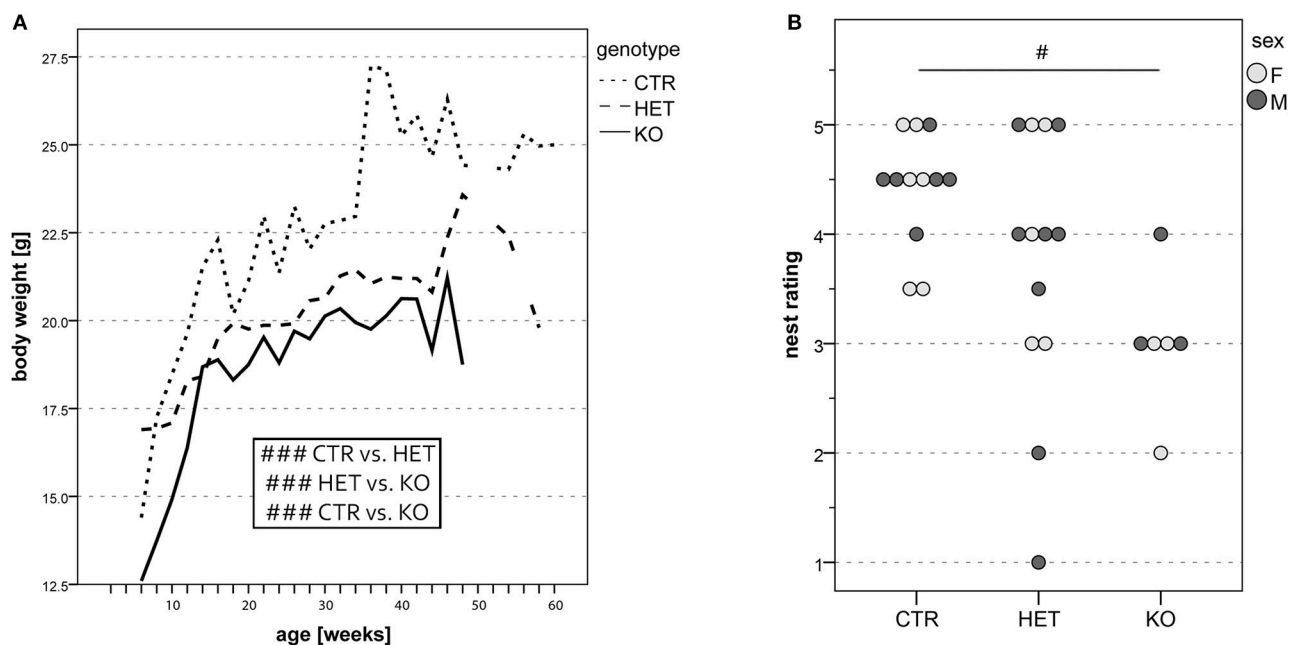 A
body weight [g]
27.5
25.0
22.5
20.0
17.5
15.0
12.5
10
20
30
40
50
60
age [weeks]
genotype
CTR
HET
KO
### CTR vs. HET
### HET vs. KO
### CTR vs. KO
B
nest rating
5
4
3
2
1
#
CTR
HET
KO
sex
F
M